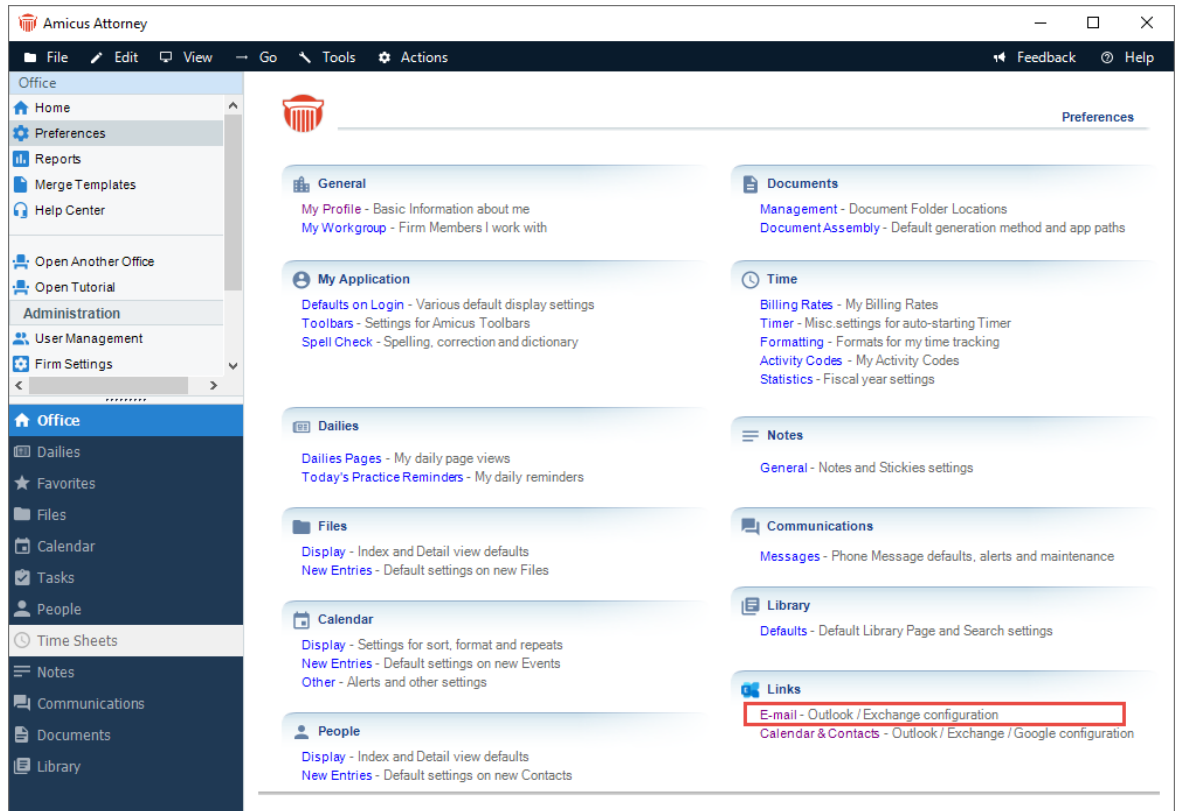 Amicus Attorney
File Edit View Go Tools Actions Feedback Help
Office
Home
Preferences
Reports
Merge Templates
Help Center
Open Another Office
Open Tutorial
Administration
User Management
Firm Settings
Office
Dailies
Favorites
Files
Calendar
Tasks
People
Time Sheets
Notes
Communications
Documents
Library
Preferences
General
My Profile - Basic Information about me
My Workgroup - Firm Members I work with
My Application
Defaults on Login - Various default display settings
Toolbars - Settings for Amicus Toolbars
Spell Check - Spelling, correction and dictionary
Dailies
Dailies Pages - My daily page views
Today's Practice Reminders - My daily reminders
Files
Display - Index and Detail view defaults
New Entries - Default settings on new Files
Calendar
Display - Settings for sort, format and repeats
New Entries - Default settings on new Events
Other - Alerts and other settings
People
Display - Index and Detail view defaults
New Entries - Default settings on new Contacts
Documents
Management - Document Folder Locations
Document Assembly - Default generation method and app paths
Time
Billing Rates - My Billing Rates
Timer - Misc.settings for auto-starting Timer
Formatting - Formats for my time tracking
Activity Codes - My Activity Codes
Statistics - Fiscal year settings
Notes
General - Notes and Stickies settings
Communications
Messages - Phone Message defaults, alerts and maintenance
Library
Defaults - Default Library Page and Search settings
Links
E-mail - Outlook / Exchange configuration
Calendar & Contacts - Outlook / Exchange / Google configuration